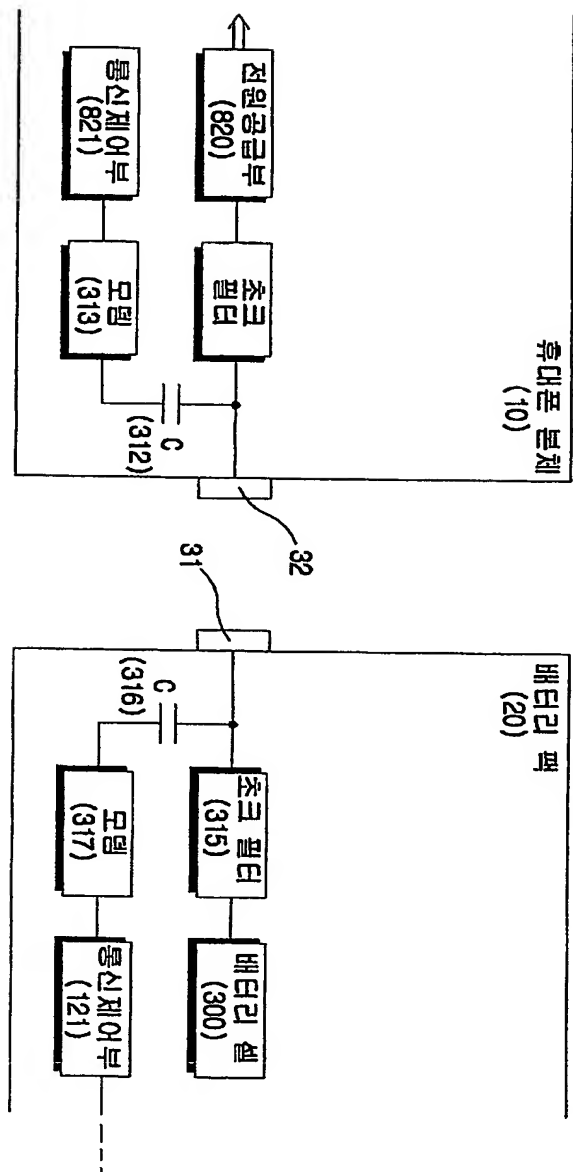 휴대폰 본체
(10)
전원공급부
(820)
초크
필터
통신제어부
(821)
모뎀
(313)
C
(312)
32
31
배터리 팩
(20)
C
(316)
초크 필터
(315)
배터리 셀
(300)
모뎀
(317)
통신제어부
(121)